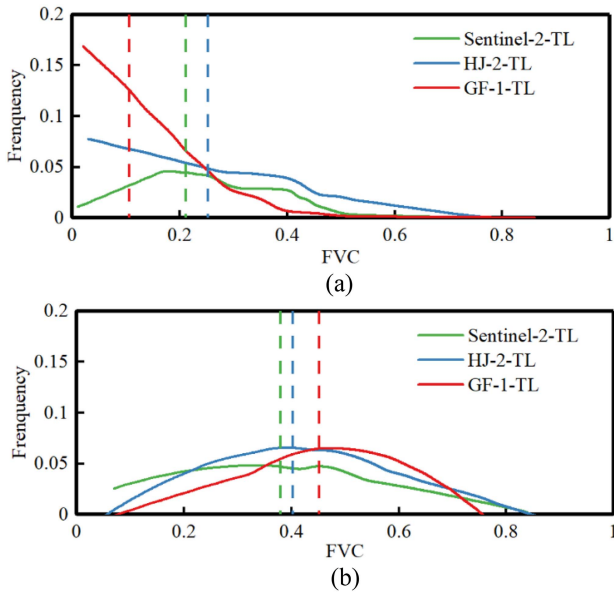 0.2
0.15
0.1
0.05
0
Frenquency
Sentinel-2-TL
HJ-2-TL
GF-1-TL
0 0.2 0.4 0.6 0.8 1
FVC
(a)
0.2
0.15
0.1
0.05
0
Frenquency
Sentinel-2-TL
HJ-2-TL
GF-1-TL
0 0.2 0.4 0.6 0.8 1
FVC
(b)